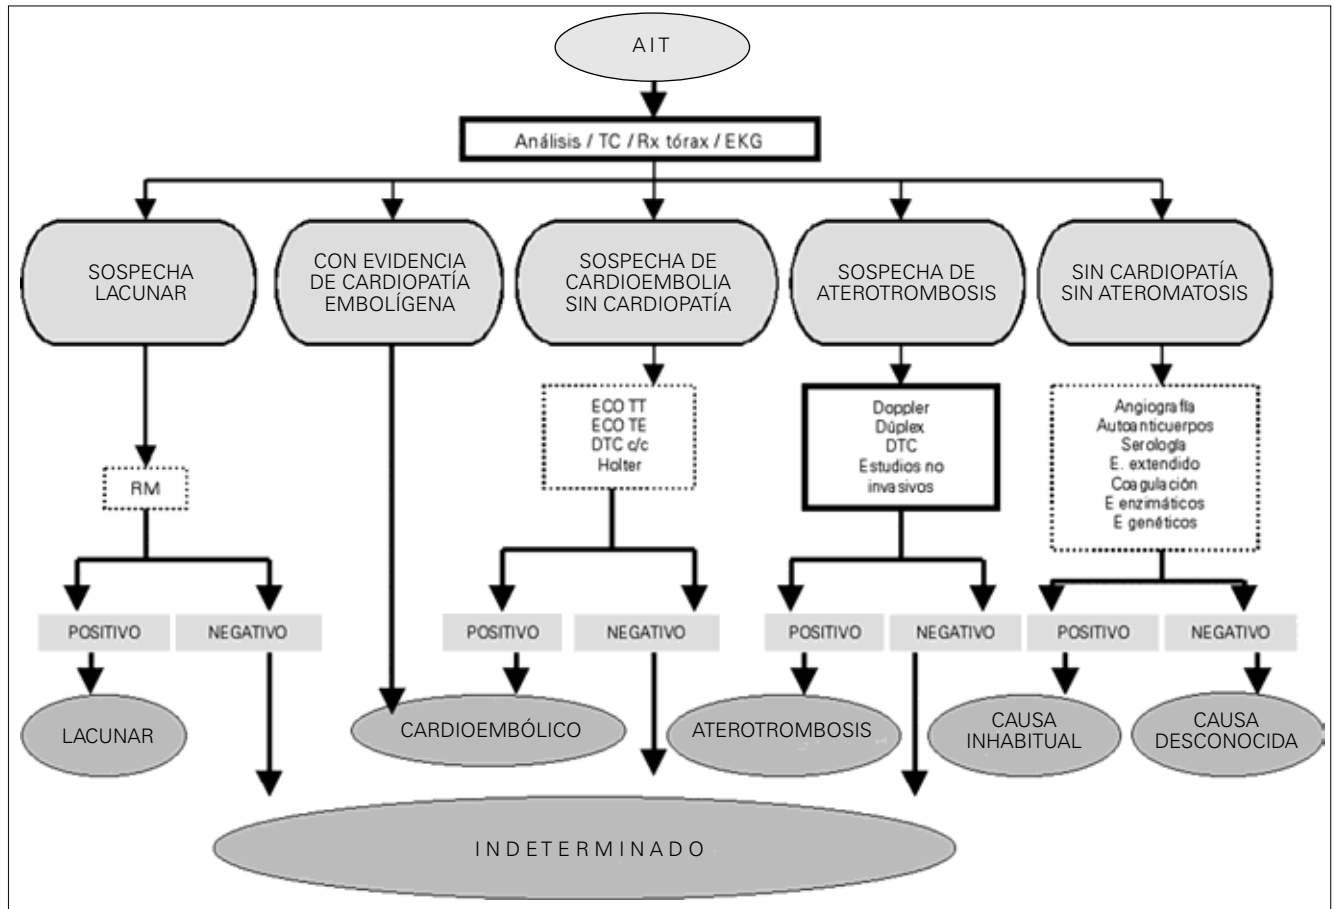 AIT
Análisis / TC / Rx tórax / EKG
SOSPECHA
LACUNAR
CON EVIDENCIA
DE CARDIOPATÍA
EMBOLÍGENA
SOSPECHA DE
CARDIOEMBOLIA
SIN CARDIOPATÍA
SOSPECHA DE
ATEROTROMBOSIS
SIN CARDIOPATÍA
SIN ATEROMATOSIS
RM
ECO TT
ECO TE
DTC c/c
Holter
Doppler
Dúplex
DTC
Estudios no
invasivos
Angiografía
Autoanticuerpos
Serología
E. extendido
Coagulación
E enzimáticos
E genéticos
POSITIVO
NEGATIVO
POSITIVO
NEGATIVO
POSITIVO
NEGATIVO
POSITIVO
NEGATIVO
LACUNAR
CARDIOEMBÓLICO
ATEROTROMBOSIS
CAUSA
INHABITUAL
CAUSA
DESCONOCIDA
INDETERMINADO